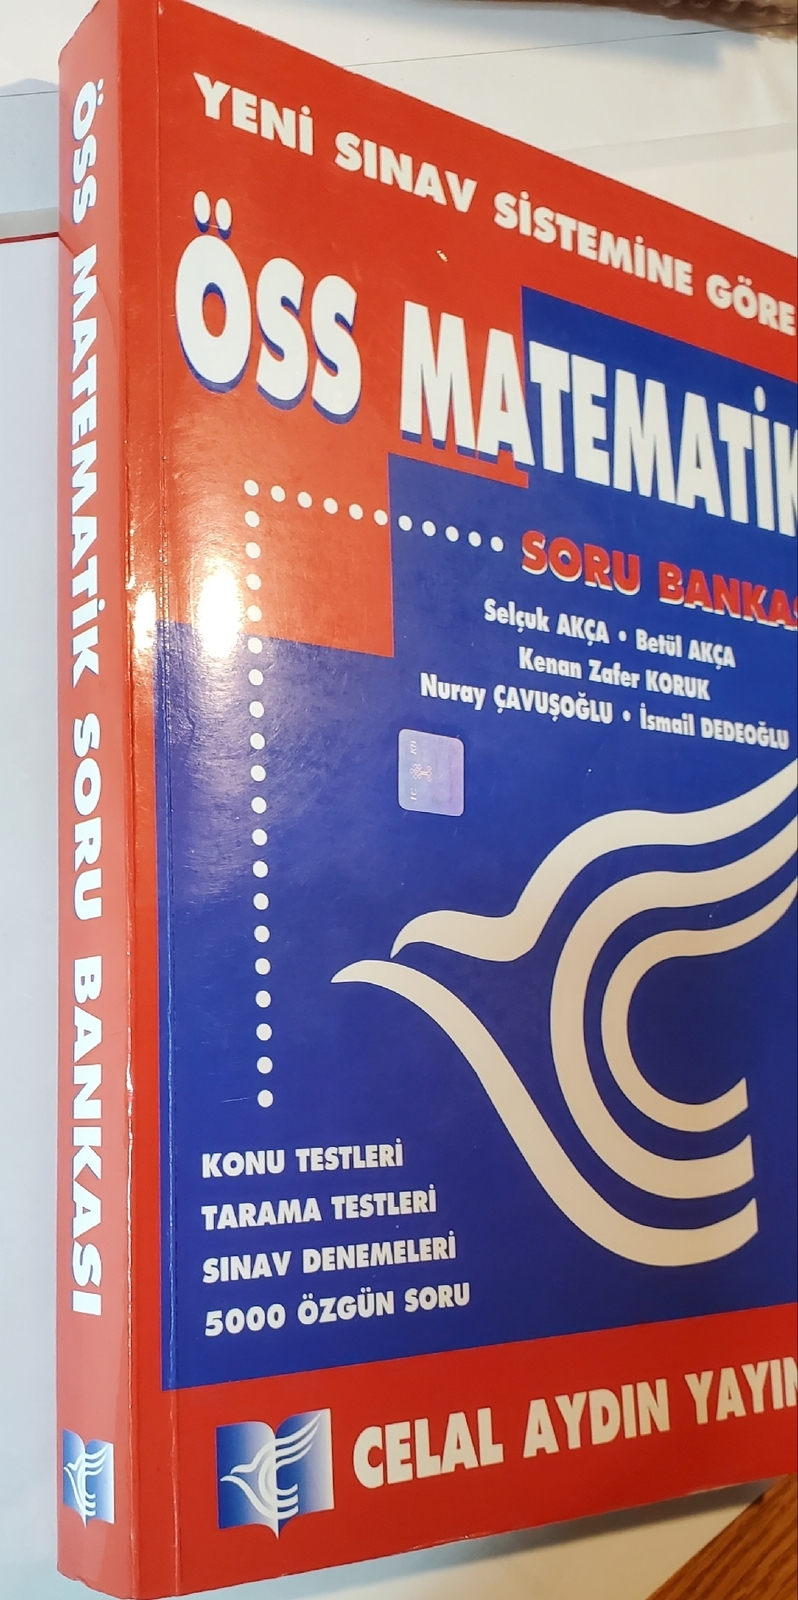 ÖSS MATEMATİK SORU BANKASI
YENİ SINAV SİSTEMİNE GÖRE
ÖSS MATEMATİK
SORU BANKAS
Selçuk AKÇA • Betül AKÇA
Kenan Zafer KORUK
Nuray ÇAVUŞOĞLU • İsmail DEDEOĞLU
KONU TESTLERİ
TARAMA TESTLERİ
SINAV DENEMELERİ
5000 ÖZGÜN SORU
CELAL AYDIN YAYIN